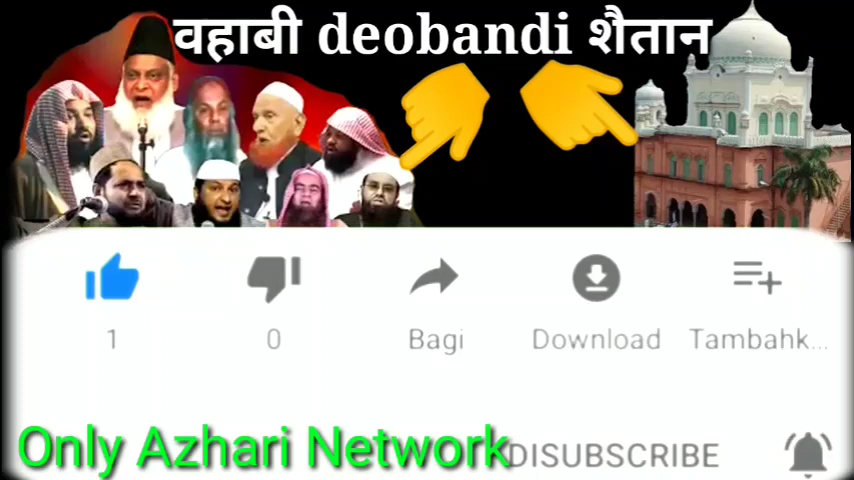 वहाबी deobandi शैतान
1 0 Bagi Download Tambahk...
Only Azhari Network DISUBSCRIBE